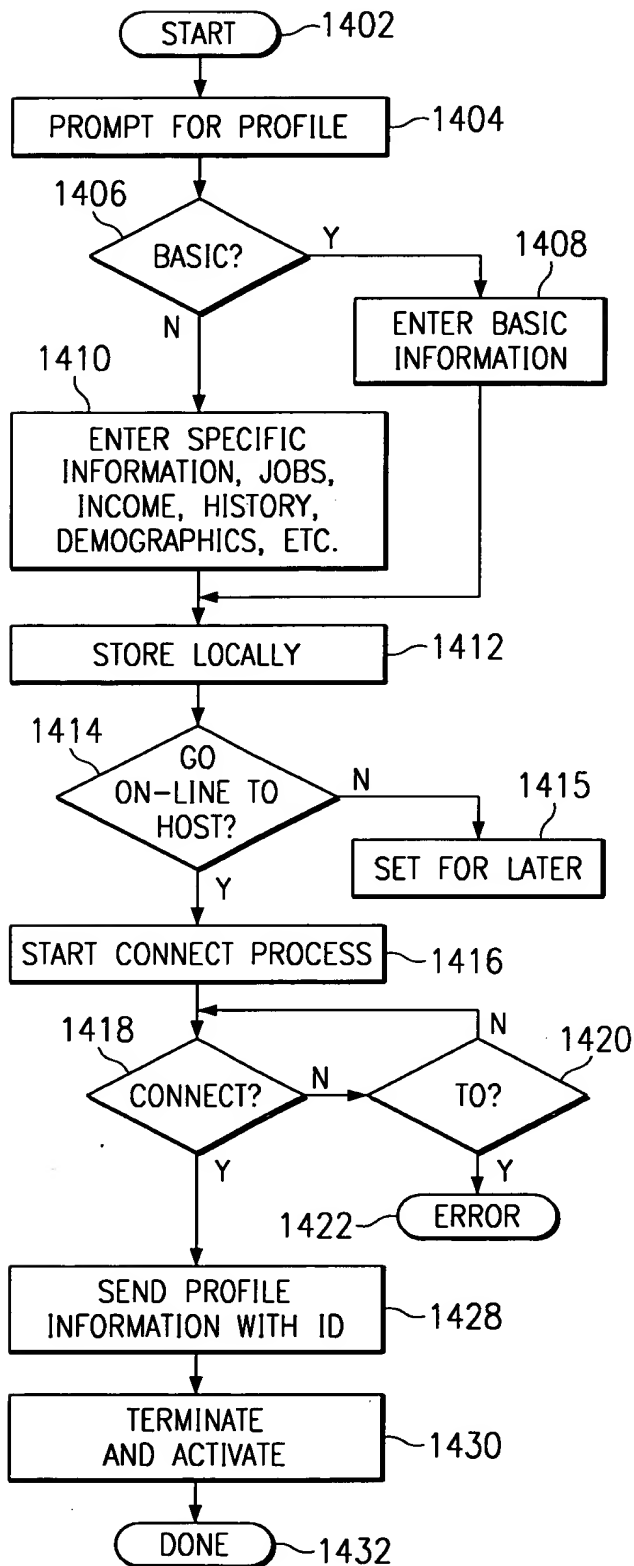 START
1402
PROMPT FOR PROFILE
1404
1406
BASIC?
Y
N
1408
ENTER BASIC
INFORMATION
1410
ENTER SPECIFIC
INFORMATION, JOBS,
INCOME, HISTORY,
DEMOGRAPHICS, ETC.
STORE LOCALLY
1412
1414
GO
ON-LINE TO
HOST?
N
Y
1415
SET FOR LATER
START CONNECT PROCESS
1416
1418
CONNECT?
N
Y
N
1420
TO?
Y
1422
ERROR
SEND PROFILE
INFORMATION WITH ID
1428
TERMINATE
AND ACTIVATE
1430
DONE
1432